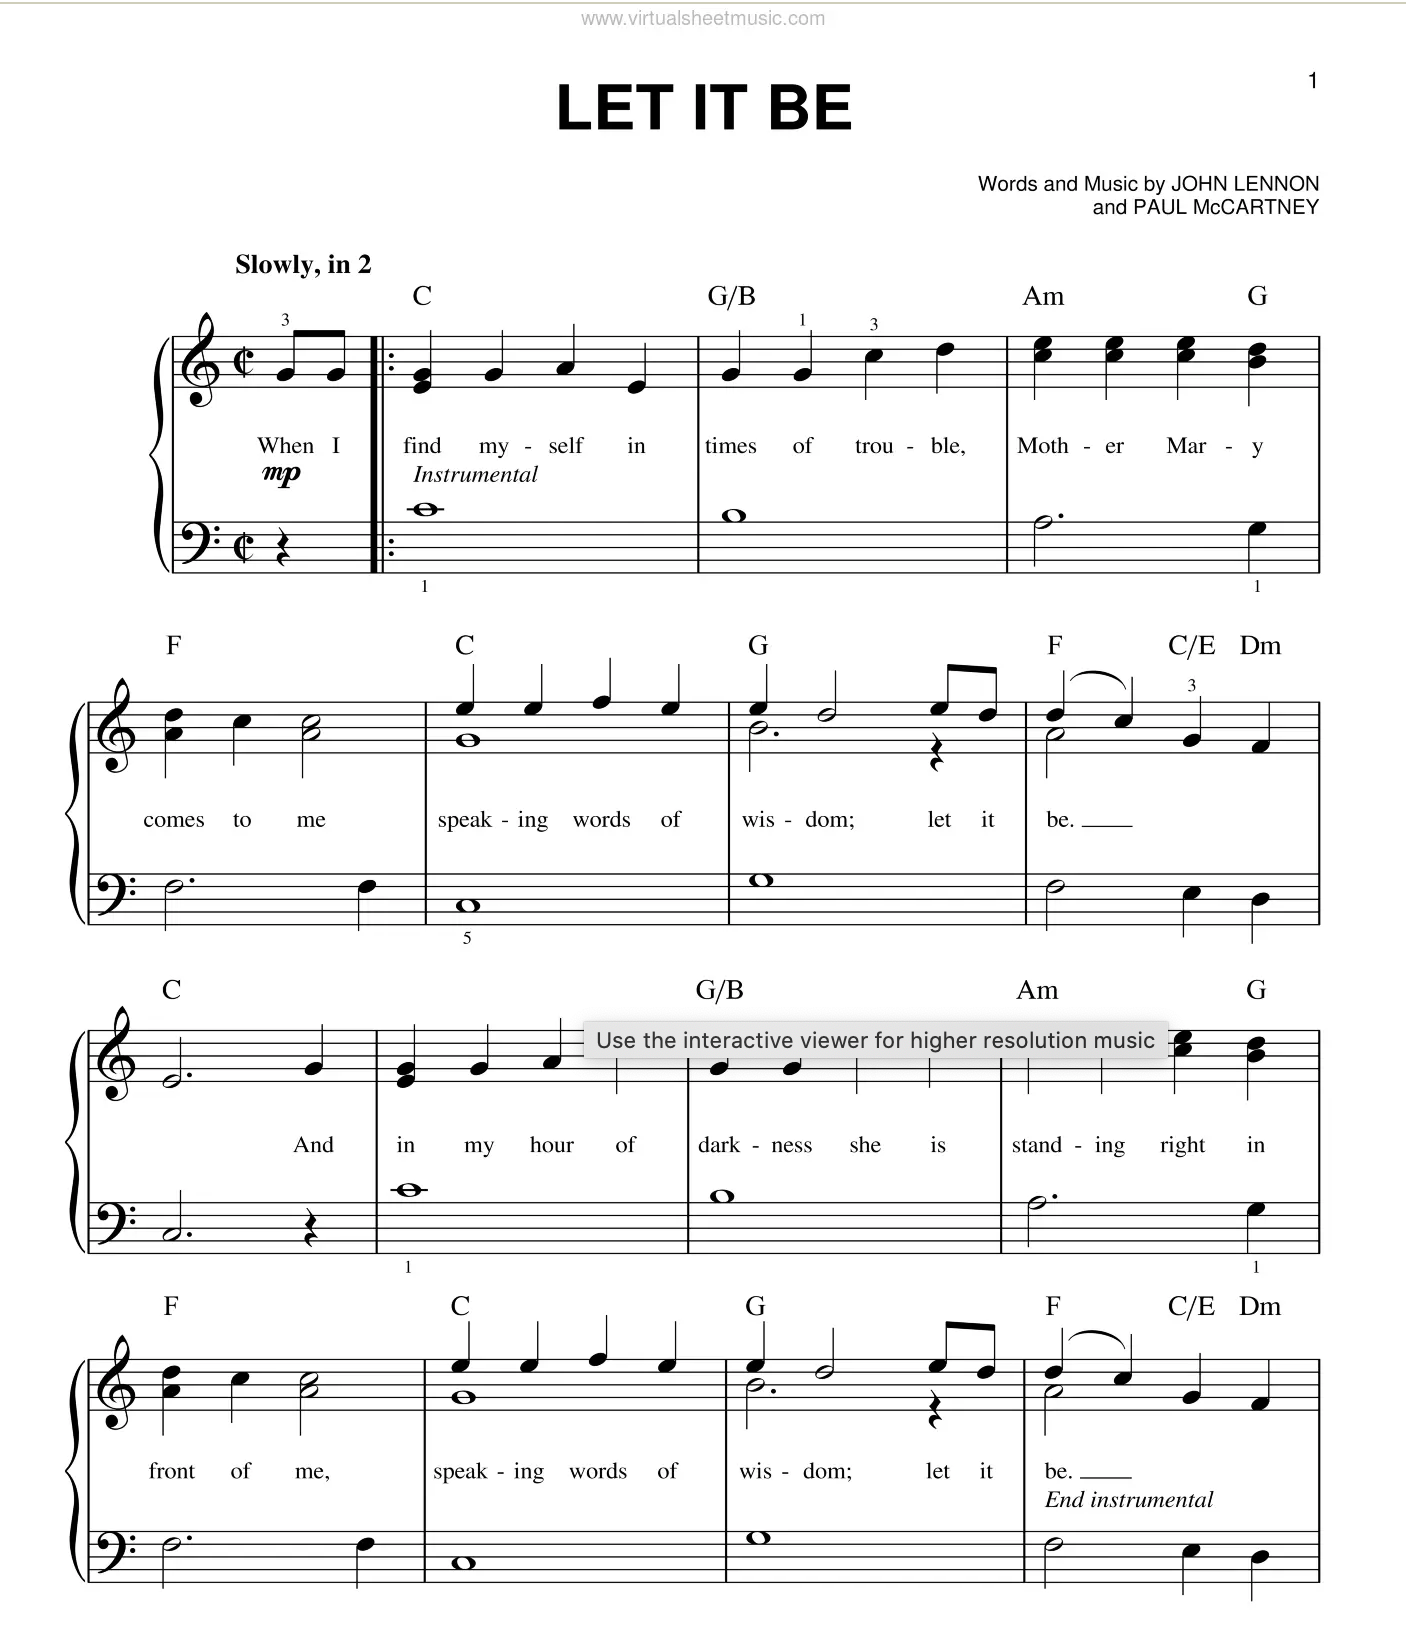 www.virtualsheetmusic.com
1
LET IT BE
Words and Music by JOHN LENNON
and PAUL McCARTNEY
Slowly, in 2
C G/B Am G
3 1 3
When I find my - self in times of trou - ble, Moth - er Mar - y
mp Instrumental
1 1
F C G F C/E Dm
3
comes to me speak - ing words of wis - dom; let it be.
5
C G/B Am G
Use the interactive viewer for higher resolution music
And in my hour of dark - ness she is stand - ing right in
1 1
F C G F C/E Dm
front of me, speak - ing words of wis - dom; let it be.
End instrumental